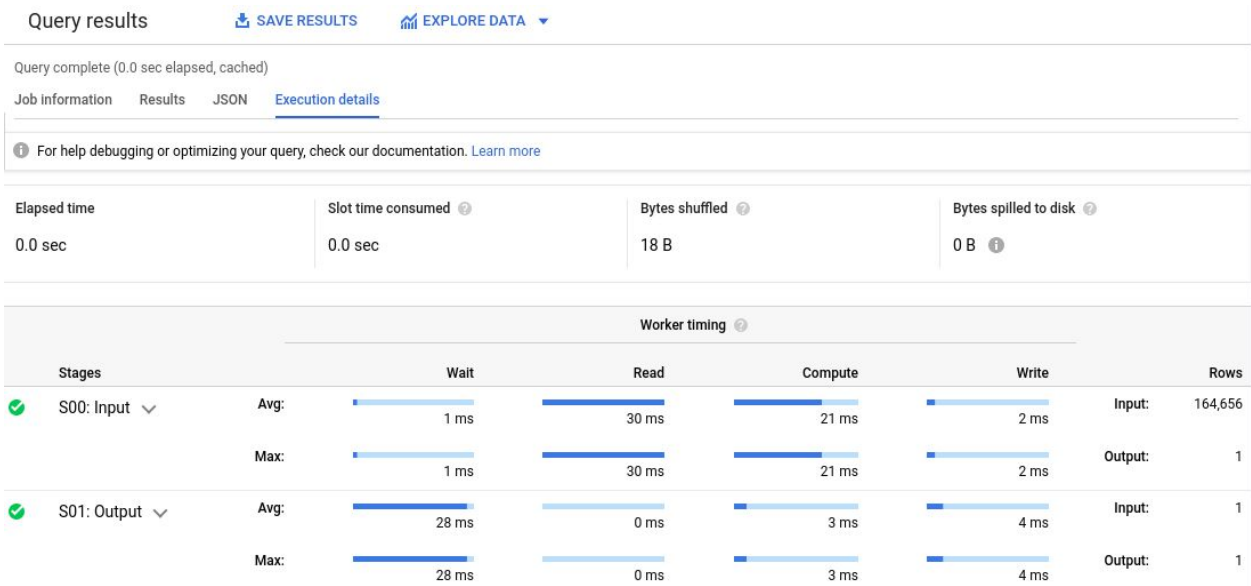 Query results SAVE RESULTS EXPLORE DATA
Query complete (0.0 sec elapsed, cached)
Job information Results JSON Execution details
For help debugging or optimizing your query, check our documentation. Learn more
Elapsed time Slot time consumed Bytes shuffled Bytes spilled to disk
0.0 sec 0.0 sec 18 B 0 B
Worker timing
Stages Wait Read Compute Write Rows
S00: Input Avg: 1 ms 30 ms 21 ms 2 ms Input: 164,656
Max: 1 ms 30 ms 21 ms 2 ms Output: 1
S01: Output Avg: 28 ms 0 ms 3 ms 4 ms Input: 1
Max: 28 ms 0 ms 3 ms 4 ms Output: 1